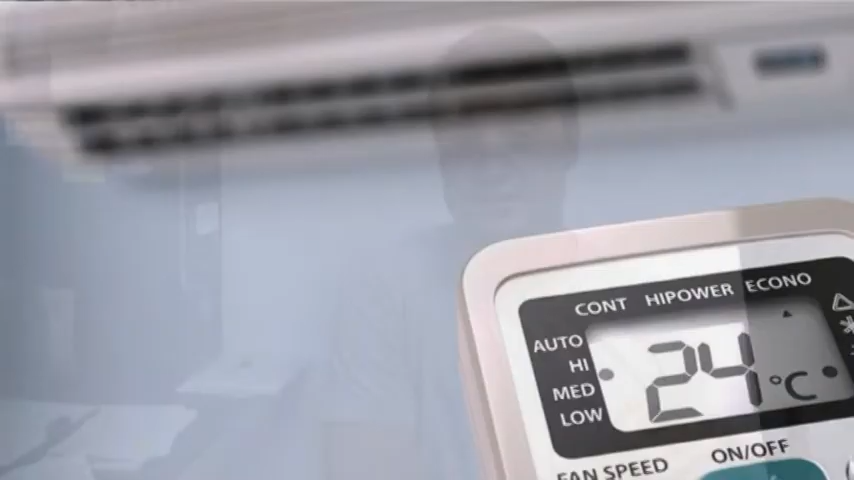 CONT HIPOWER ECONO
AUTO
HI
MED
LOW
24 °C
FAN SPEED ON/OFF